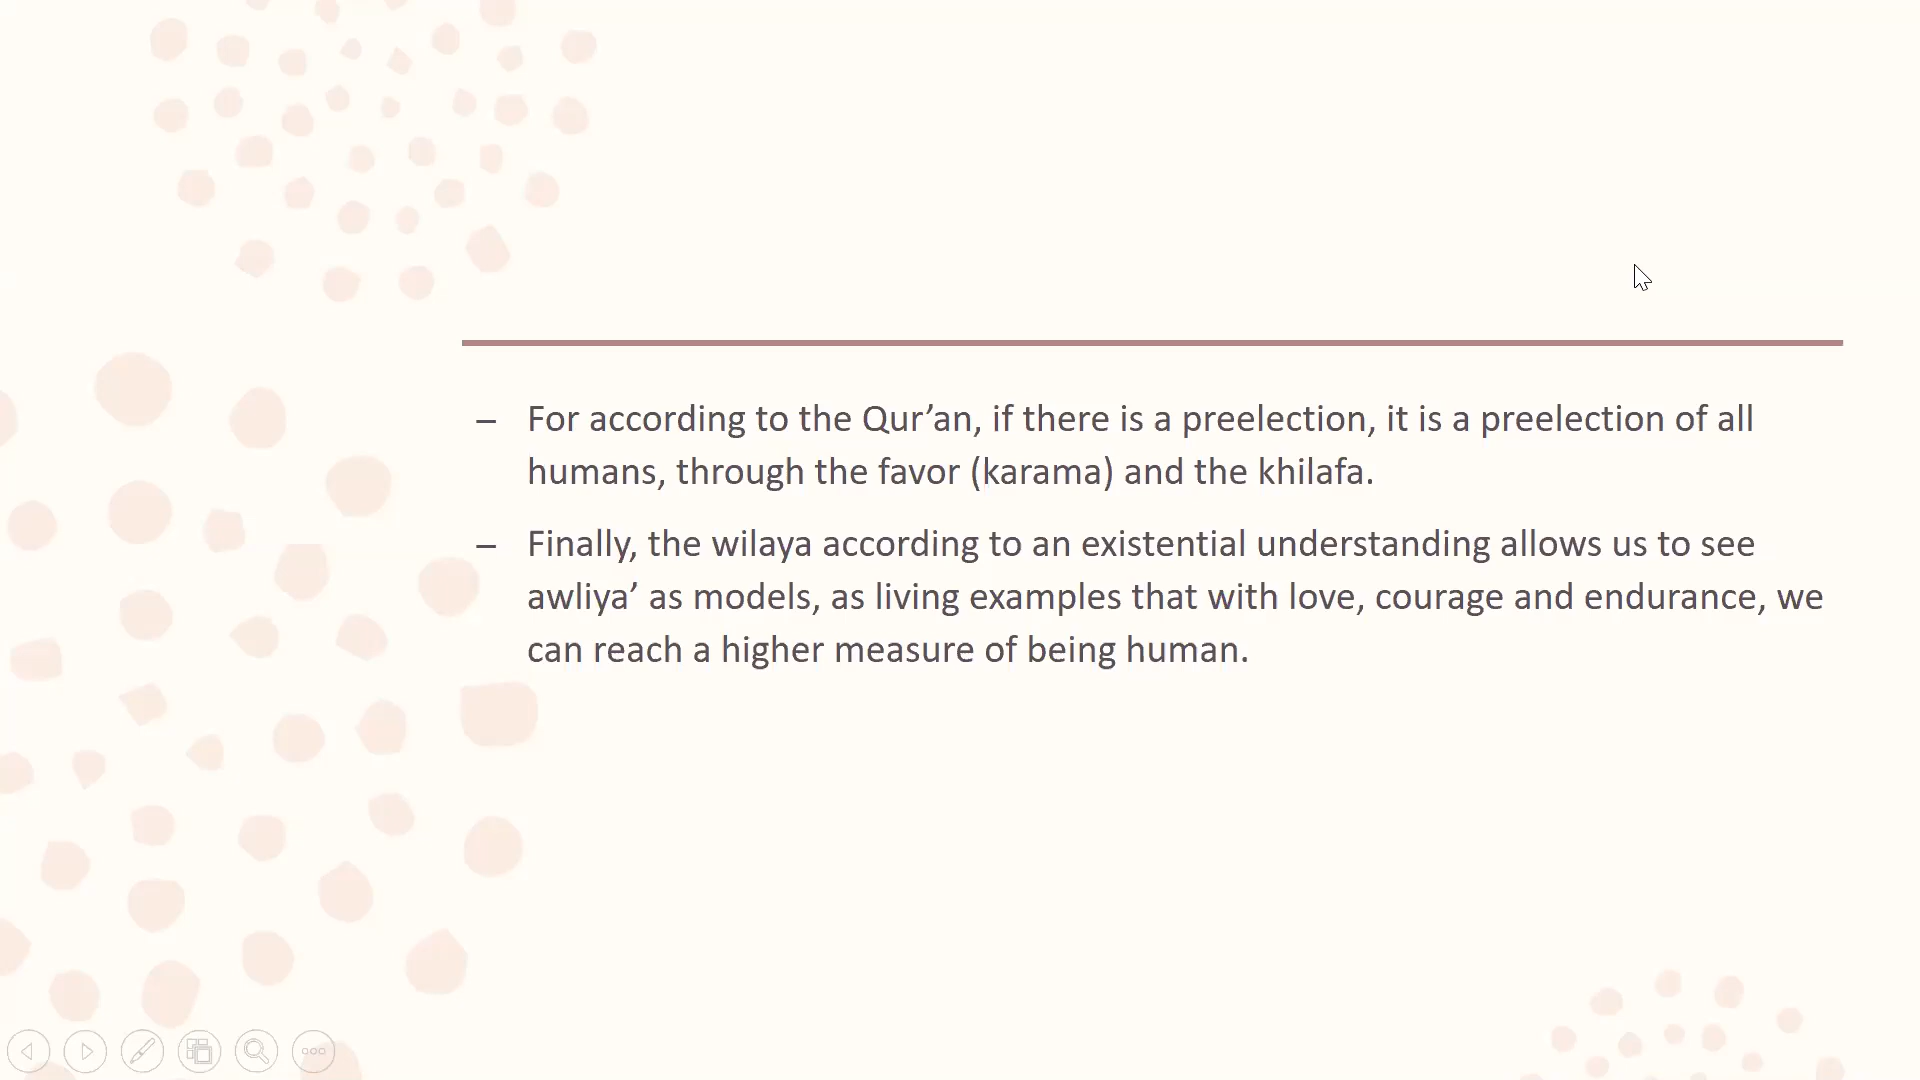 – For according to the Qur’an, if there is a preelection, it is a preelection of all
humans, through the favor (karama) and the khilafa.
– Finally, the wilaya according to an existential understanding allows us to see
awliya’ as models, as living examples that with love, courage and endurance, we
can reach a higher measure of being human.